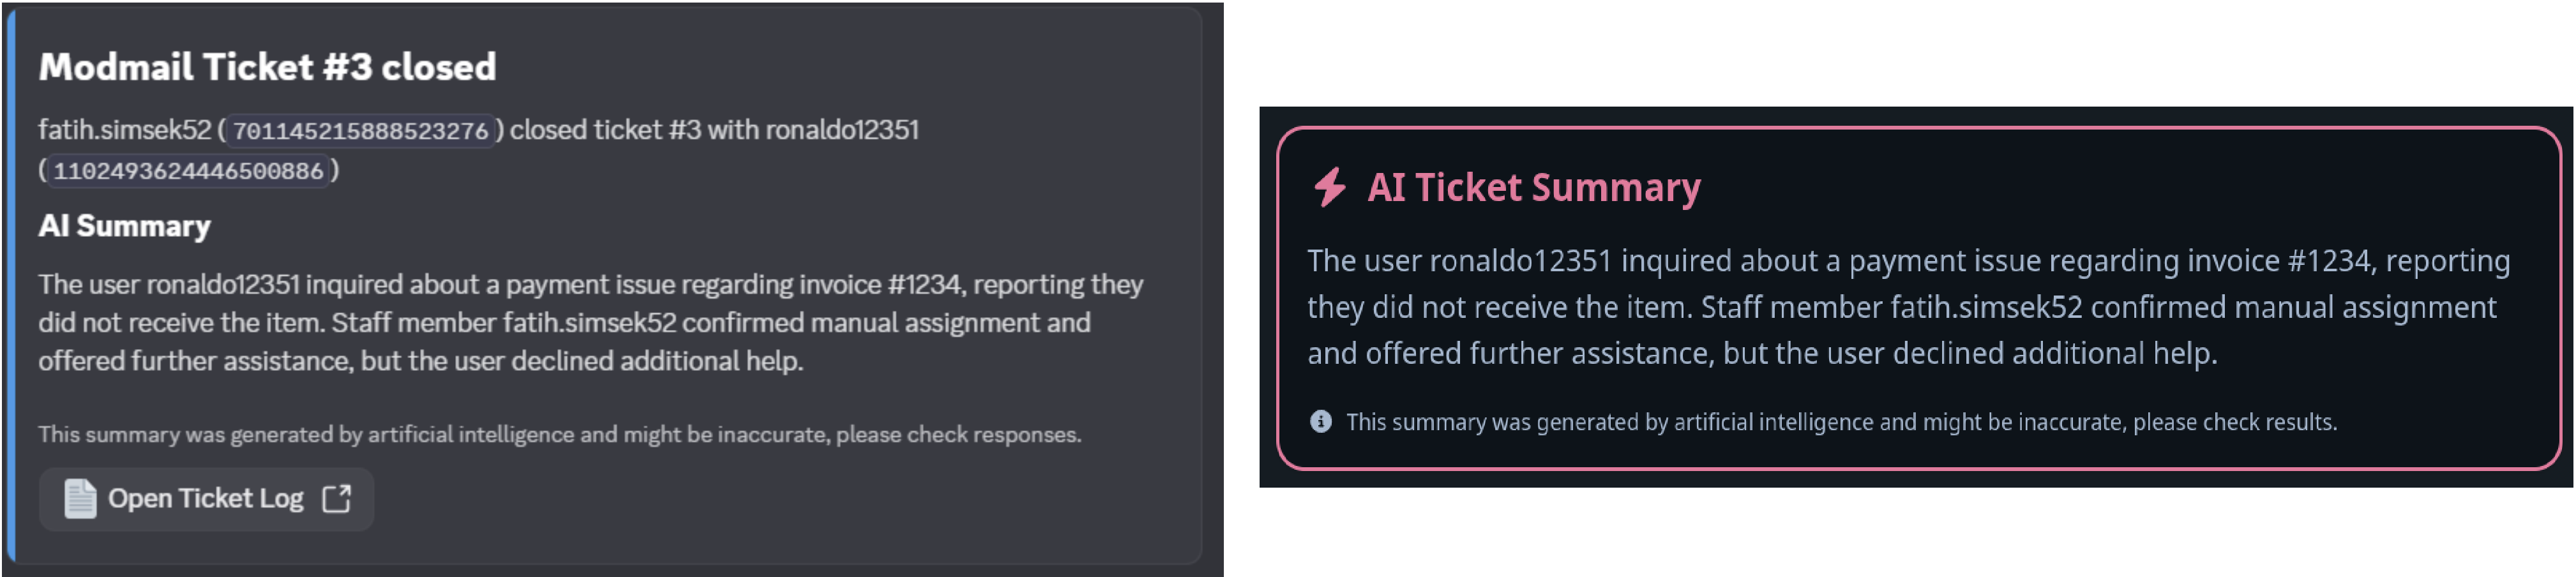 Modmail Ticket #3 closed
fatih.simsek52 (701145215888523276) closed ticket #3 with ronaldo12351
(1102493624446500886)
AI Summary
The user ronaldo12351 inquired about a payment issue regarding invoice #1234, reporting they
did not receive the item. Staff member fatih.simsek52 confirmed manual assignment and
offered further assistance, but the user declined additional help.
This summary was generated by artificial intelligence and might be inaccurate, please check responses.
Open Ticket Log
AI Ticket Summary
The user ronaldo12351 inquired about a payment issue regarding invoice #1234, reporting
they did not receive the item. Staff member fatih.simsek52 confirmed manual assignment
and offered further assistance, but the user declined additional help.
This summary was generated by artificial intelligence and might be inaccurate, please check results.